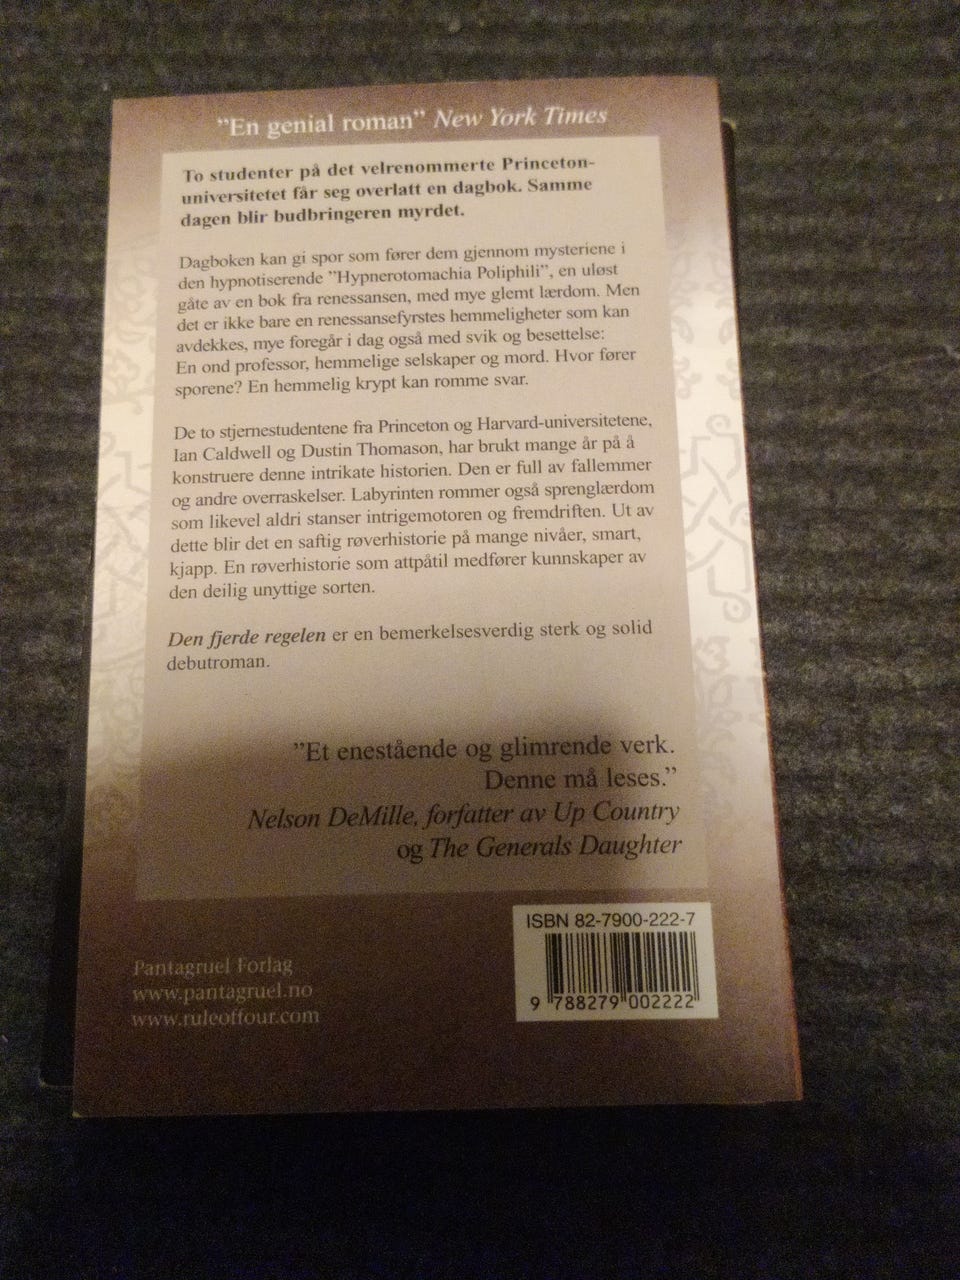 ”En genial roman” New York Times
To studenter på det velrenommerte Princeton-
universitetet får seg overlatt en dagbok. Samme
dagen blir budbringeren myrdet.
Dagboken kan gi spor som fører dem gjennom mysteriene i
den hypnotiserende ”Hypnerotomachia Poliphili”, en uløst
gåte av en bok fra renessansen, med mye glemt lærdom. Men
det er ikke bare en renessansefyrstes hemmeligheter som kan
avdekkes, mye foregår i dag også med svik og besettelse:
En ond professor, hemmelige selskaper og mord. Hvor fører
sporene? En hemmelig krypt kan romme svar.
De to stjernestudentene fra Princeton og Harvard-universitetene,
Ian Caldwell og Dustin Thomason, har brukt mange år på å
konstruere denne intrikate historien. Den er full av fallemmer
og andre overraskelser. Labyrinten rommer også sprenglærdom
som likevel aldri stanser intrigemotoren og fremdriften. Ut av
dette blir det en saftig røverhistorie på mange nivåer, smart,
kjapp. En røverhistorie som attpåtil medfører kunnskaper av
den deilig unyttige sorten.
Den fjerde regelen er en bemerkelsesverdig sterk og solid
debutroman.
”Et enestående og glimrende verk.
Denne må leses.”
Nelson DeMille, forfatter av Up Country
og The Generals Daughter
ISBN 82-7900-222-7
9 788279 002222
Pantagruel Forlag
www.pantagruel.no
www.ruleoffour.com